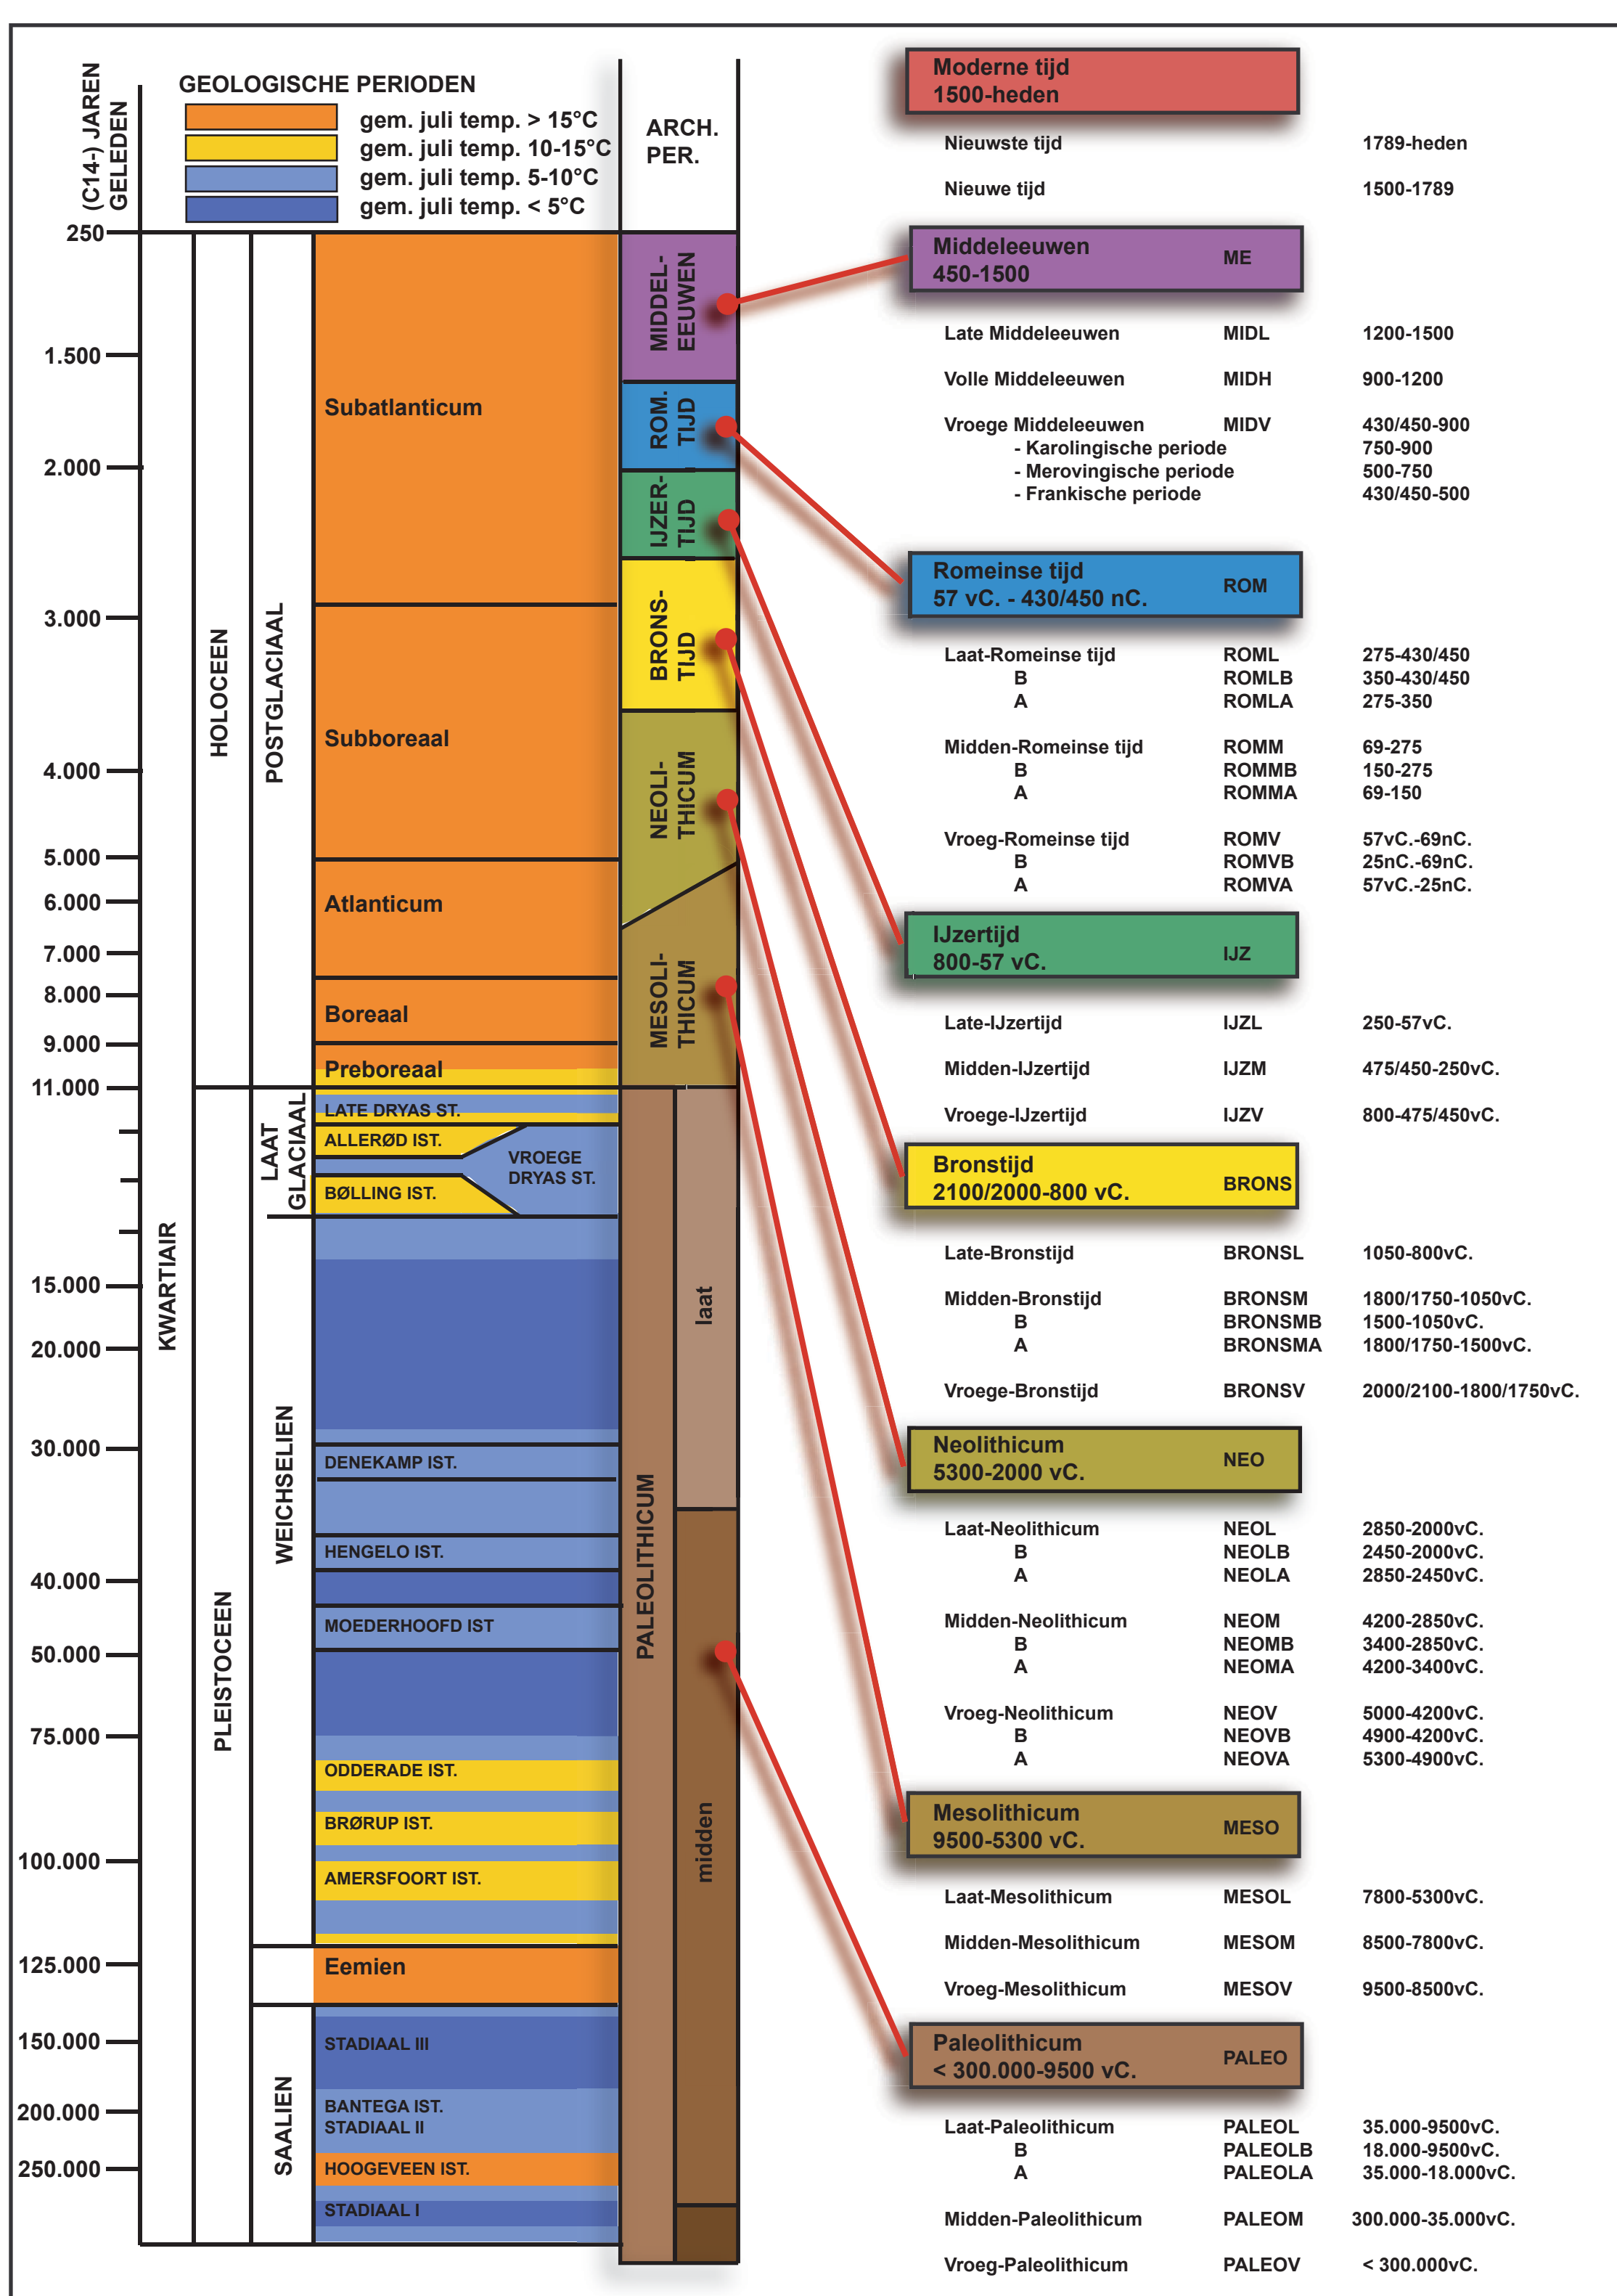 (C14-) JAREN
GELEDEN
GEOLOGISCHE PERIODEN
gem. juli temp. > 15°C
gem. juli temp. 10-15°C
gem. juli temp. 5-10°C
gem. juli temp. < 5°C
ARCH.
PER.
250
1.500
2.000
3.000
4.000
5.000
6.000
7.000
8.000
9.000
11.000
15.000
20.000
30.000
40.000
50.000
75.000
100.000
125.000
150.000
200.000
250.000
KWARTIAIR
HOLOCEEN
PLEISTOCEEN
POSTGLACIAAL
LAAT
GLACIAAL
WEICHSELIEN
SAALIEN
Subatlanticum
Subboreaal
Atlanticum
Boreaal
Preboreaal
LATE DRYAS ST.
ALLERØD IST.
VROEGE
DRYAS ST.
BØLLING IST.
DENEKAMP IST.
HENGELO IST.
MOEDERHOOFD IST
ODDERADE IST.
BRØRUP IST.
AMERSFOORT IST.
Eemien
STADIAAL III
BANTEGA IST.
STADIAAL II
HOOGEVEEN IST.
STADIAAL I
MIDDEL-
EEUWEN
ROM.
TIJD
IJZER-
TIJD
BRONS-
TIJD
NEOLI-
THICUM
MESOLI-
THICUM
PALEOLITHICUM
laat
midden
Moderne tijd
1500-heden
Nieuwste tijd 1789-heden
Nieuwe tijd 1500-1789
Middeleeuwen ME
450-1500
Late Middeleeuwen MIDL 1200-1500
Volle Middeleeuwen MIDH 900-1200
Vroege Middeleeuwen MIDV 430/450-900
- Karolingische periode 750-900
- Merovingische periode 500-750
- Frankische periode 430/450-500
Romeinse tijd ROM
57 vC. - 430/450 nC.
Laat-Romeinse tijd ROML 275-430/450
B ROMLB 350-430/450
A ROMLA 275-350
Midden-Romeinse tijd ROMM 69-275
B ROMMB 150-275
A ROMMA 69-150
Vroeg-Romeinse tijd ROMV 57vC.-69nC.
B ROMVB 25nC.-69nC.
A ROMVA 57vC.-25nC.
IJzertijd IJZ
800-57 vC.
Late-IJzertijd IJZL 250-57vC.
Midden-IJzertijd IJZM 475/450-250vC.
Vroege-IJzertijd IJZV 800-475/450vC.
Bronstijd BRONS
2100/2000-800 vC.
Late-Bronstijd BRONSL 1050-800vC.
Midden-Bronstijd BRONSM 1800/1750-1050vC.
B BRONSMB 1500-1050vC.
A BRONSMA 1800/1750-1500vC.
Vroege-Bronstijd BRONSV 2000/2100-1800/1750vC.
Neolithicum NEO
5300-2000 vC.
Laat-Neolithicum NEOL 2850-2000vC.
B NEOLB 2450-2000vC.
A NEOLA 2850-2450vC.
Midden-Neolithicum NEOM 4200-2850vC.
B NEOMB 3400-2850vC.
A NEOMA 4200-3400vC.
Vroeg-Neolithicum NEOV 5000-4200vC.
B NEOVB 4900-4200vC.
A NEOVA 5300-4900vC.
Mesolithicum MESO
9500-5300 vC.
Laat-Mesolithicum MESOL 7800-5300vC.
Midden-Mesolithicum MESOM 8500-7800vC.
Vroeg-Mesolithicum MESOV 9500-8500vC.
Paleolithicum PALEO
< 300.000-9500 vC.
Laat-Paleolithicum PALEOL 35.000-9500vC.
B PALEOLB 18.000-9500vC.
A PALEOLA 35.000-18.000vC.
Midden-Paleolithicum PALEOM 300.000-35.000vC.
Vroeg-Paleolithicum PALEOV < 300.000vC.